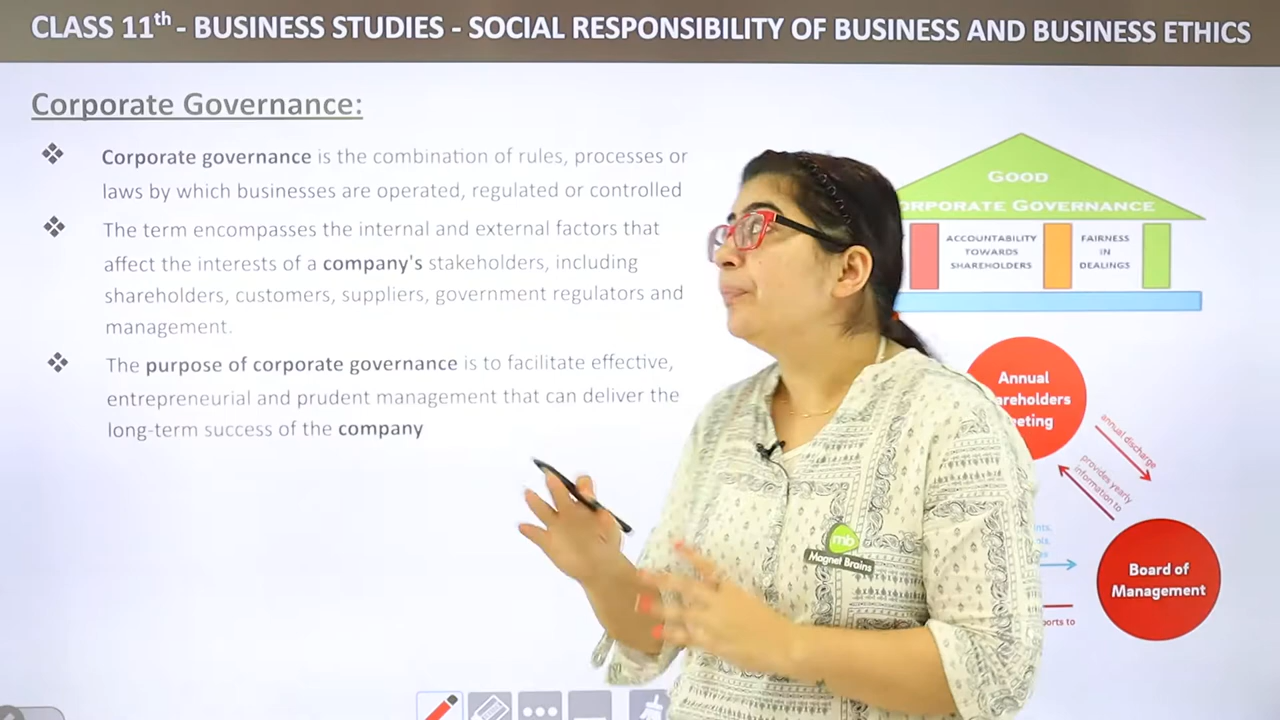 CLASS 11th - BUSINESS STUDIES - SOCIAL RESPONSIBILITY OF BUSINESS AND BUSINESS ETHICS
Corporate Governance:
Corporate governance is the combination of rules, processes or
laws by which businesses are operated, regulated or controlled
The term encompasses the internal and external factors that
affect the interests of a company's stakeholders, including
shareholders, customers, suppliers, government regulators and
management.
The purpose of corporate governance is to facilitate effective,
entrepreneurial and prudent management that can deliver the
long-term success of the company
GOOD
ORPORATE GOVERNANCE
ACCOUNTABILITY
TOWARDS
SHAREHOLDERS
FAIRNESS
IN
DEALINGS
Annual
areholders
eeting
annual discharge
provides yearly
information to
Board of
Management
orts to
mb
Magnet Brains